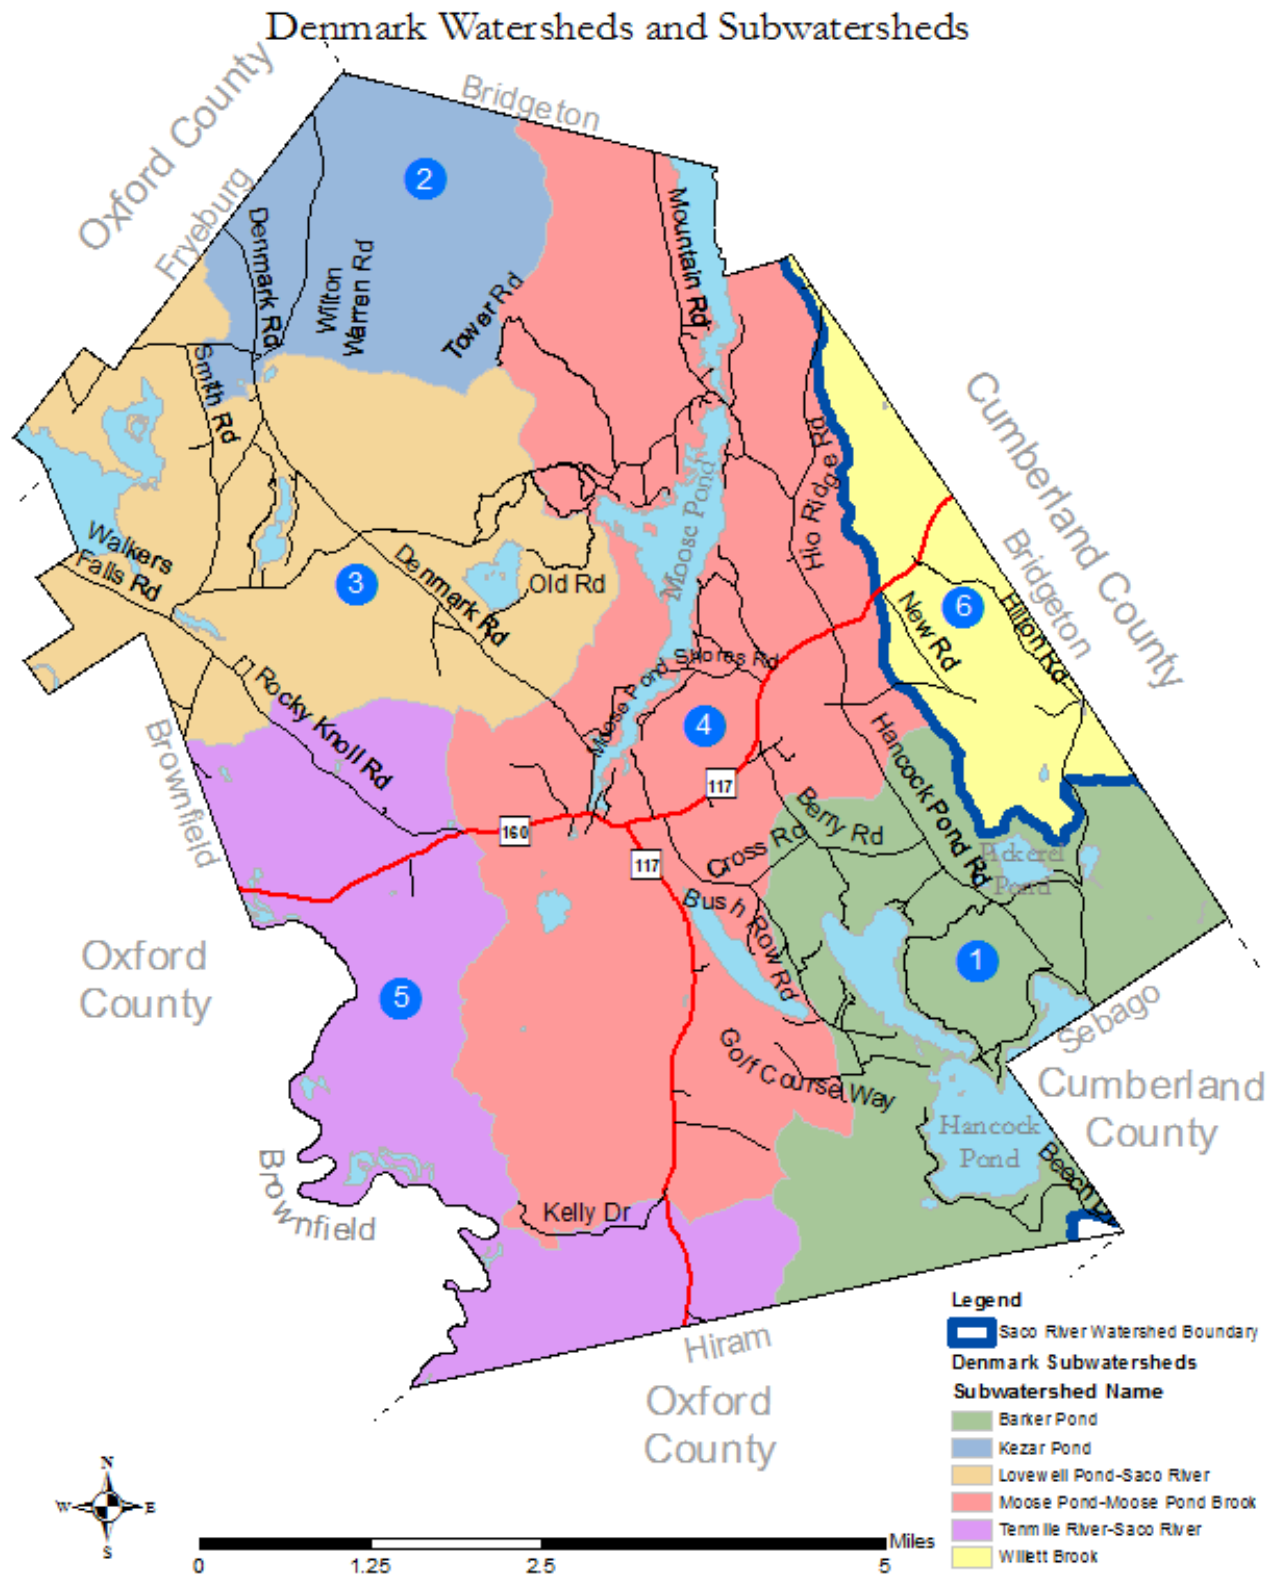 Denmark Watersheds and Subwatersheds
Oxford County
Bridgeton
Fryeburg
2
Denmark Rd
Wilton
Warren Rd
Tower Rd
Mountain Rd
Smith Rd
Cumberland County
Hio Ridge Rd
Moose Pond
Bridgeton
Walkers
Falls Rd
3
Denmark Rd
Old Rd
6
New Rd
Hilton Rd
Moose Pond Shores Rd
Rocky Knoll Rd
4
Hancock Pond Rd
Brownfield
117
160
Berry Rd
Cross Rd
117
Pickerel
Pond
Bush Row Rd
Oxford
County
5
1
Sebago
Golf Course Way
Cumberland
County
Hancock
Pond
Beech Dr
Brownfield
Kelly Dr
Hiram
Oxford
County
Legend
Saco River Watershed Boundary
Denmark Subwatersheds
Subwatershed Name
Barker Pond
Kezar Pond
Lovewell Pond-Saco River
Moose Pond-Moose Pond Brook
Tenmile River-Saco River
Willett Brook
N
W E
S
Miles
0 1.25 2.5 5